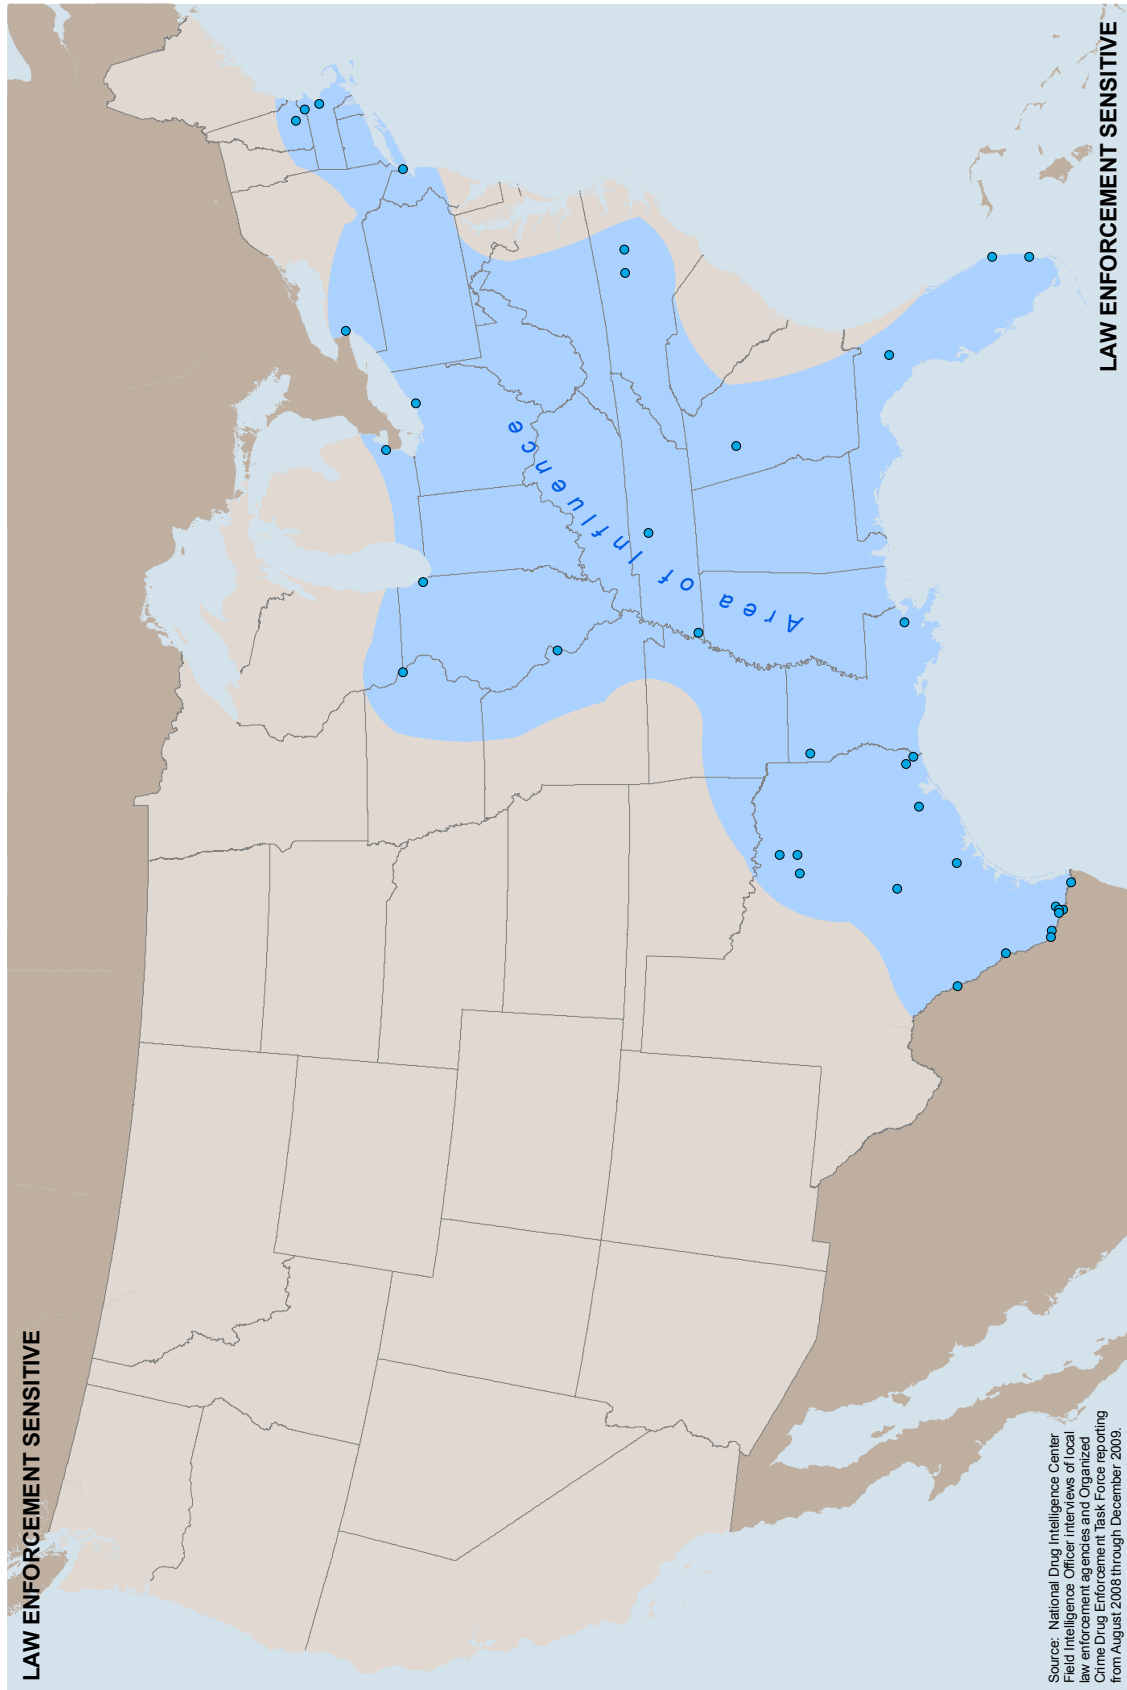 LAW ENFORCEMENT SENSITIVE
Area of Influence
Source: National Drug Intelligence Center
Field Intelligence Officer interviews of local
law enforcement agencies and Organized
Crime Drug Enforcement Task Force reporting
from August 2008 through December 2009.
LAW ENFORCEMENT SENSITIVE